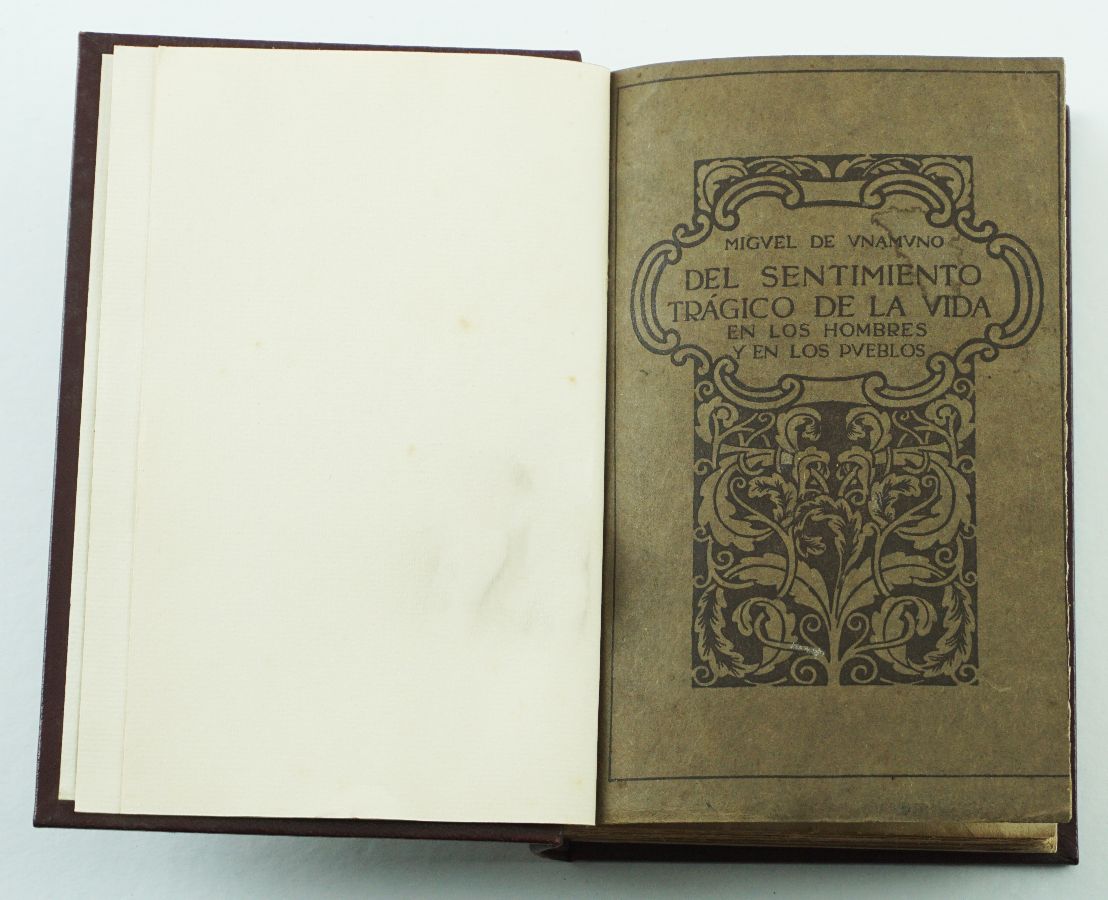 MIGVEL DE VNAMVNO
DEL SENTIMIENTO
TRÁGICO DE LA VIDA
EN LOS HOMBRES
Y EN LOS PVEBLOS